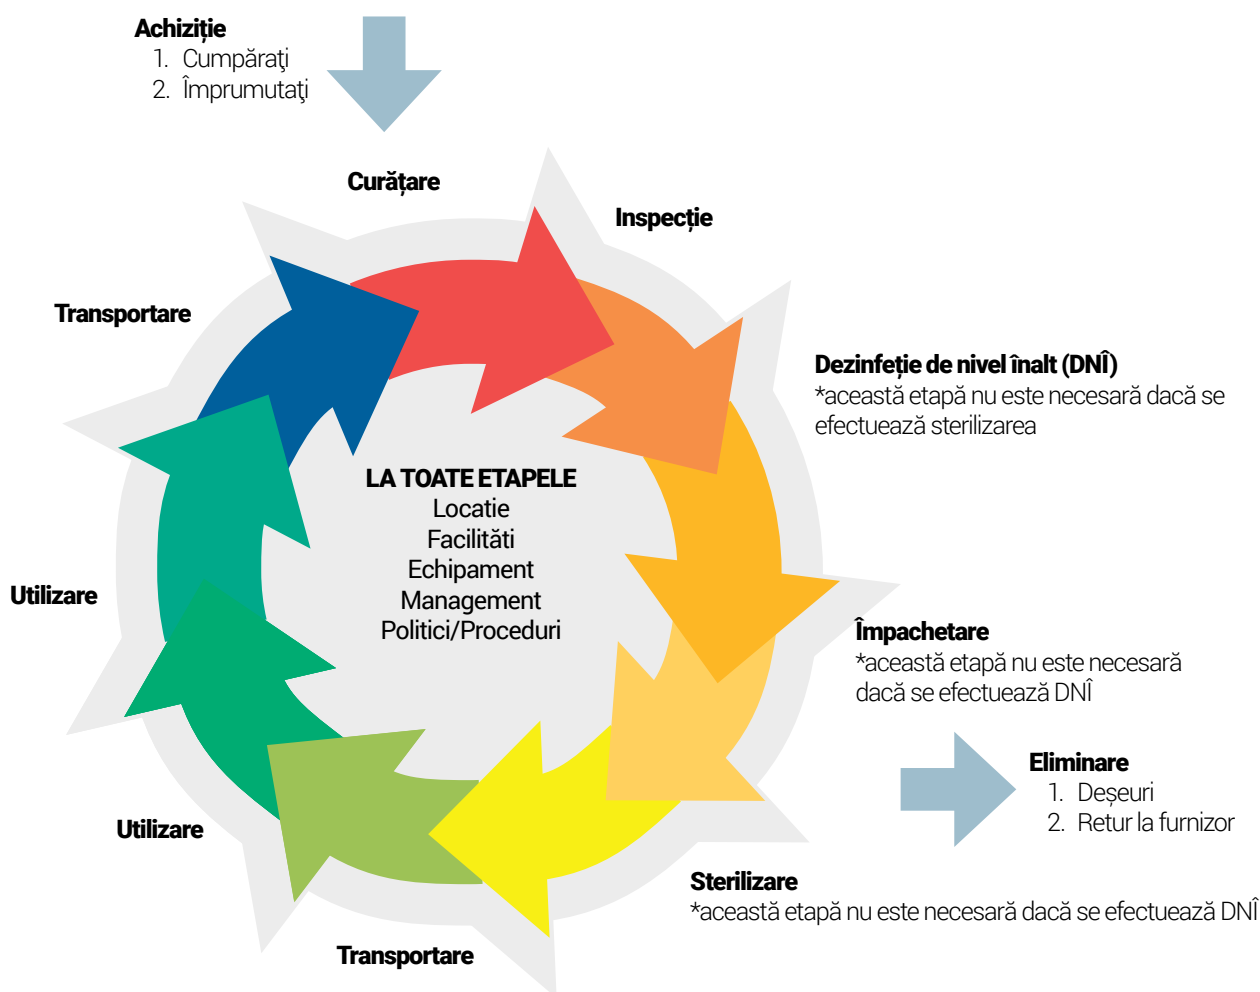 Achiziție
1. Cumpăraţi
2. Împrumutaţi
Curățare
Inspecție
Transportare
Dezinfeție de nivel înalt (DNÎ)
*această etapă nu este necesară dacă se
efectuează sterilizarea
LA TOATE ETAPELE
Locatie
Facilităti
Echipament
Management
Politici/Proceduri
Utilizare
Împachetare
*această etapă nu este necesară
dacă se efectuează DNÎ
Eliminare
1. Deșeuri
2. Retur la furnizor
Utilizare
Sterilizare
*această etapă nu este necesară dacă se efectuează DNÎ
Transportare